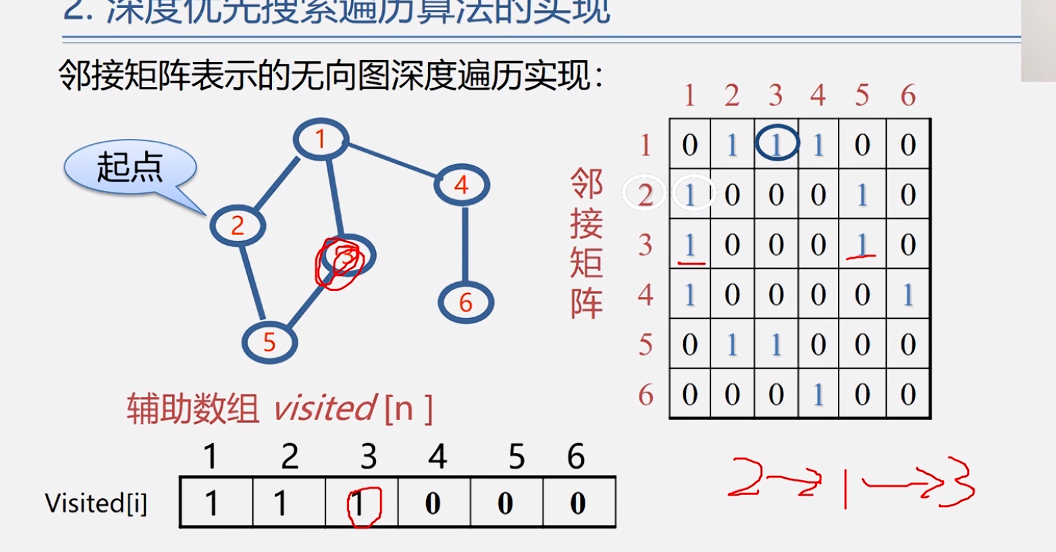 2. 深度优先搜索遍历算法的实现
邻接矩阵表示的无向图深度遍历实现：
起点
1
2
3
4
5
6
邻接矩阵
1 2 3 4 5 6
1 0 1 1 1 0 0
2 1 0 0 0 1 0
3 1 0 0 0 1 0
4 1 0 0 0 0 1
5 0 1 1 0 0 0
6 0 0 0 1 0 0
辅助数组 visited [n ]
1 2 3 4 5 6
Visited[i] 1 1 1 0 0 0
2→1→3